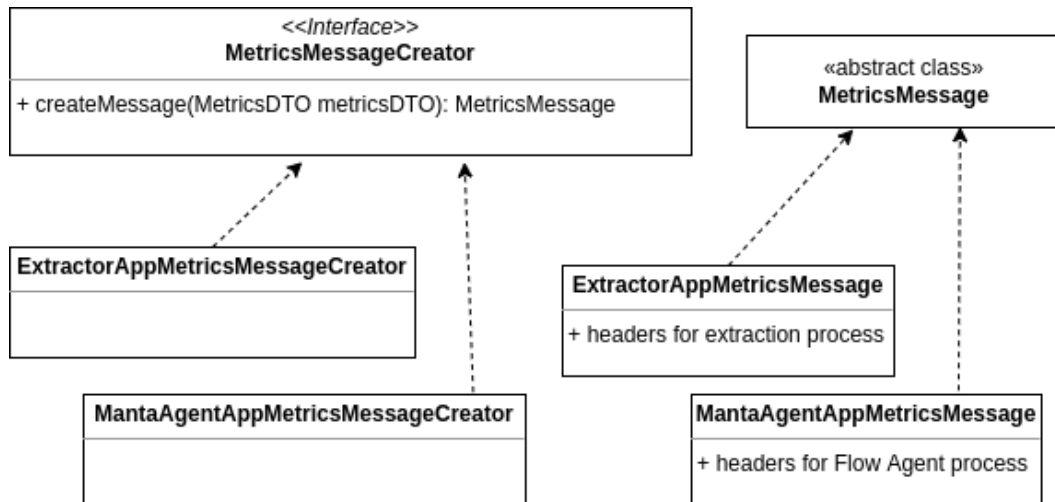 <<Interface>>
MetricsMessageCreator
+ createMessage(MetricsDTO metricsDTO): MetricsMessage
«abstract class»
MetricsMessage
ExtractorAppMetricsMessageCreator
ExtractorAppMetricsMessage
+ headers for extraction process
MantaAgentAppMetricsMessageCreator
MantaAgentAppMetricsMessage
+ headers for Flow Agent process